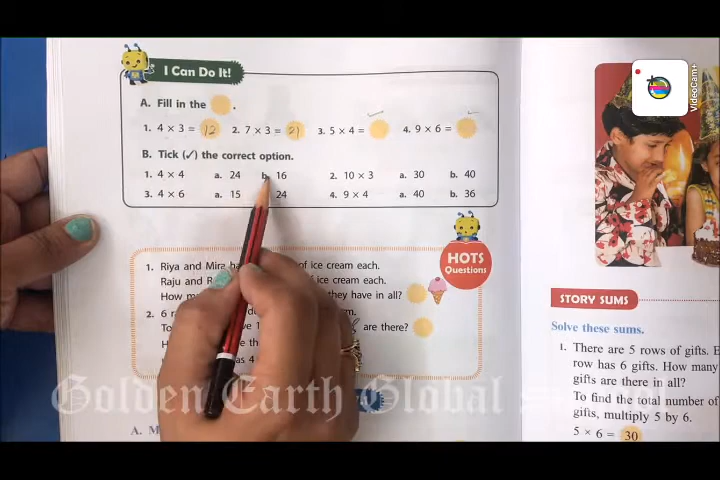 I Can Do It!
A. Fill in the .
1. 4 × 3 = 12 2. 7 × 3 = 21 3. 5 × 4 = 4. 9 × 6 =
B. Tick (✓) the correct option.
1. 4 × 4 a. 24 b. 16 2. 10 × 3 a. 30 b. 40
3. 4 × 6 a. 15 24 4. 9 × 4 a. 40 b. 36
HOTS
Questions
1. Riya and Mira of ice cream each.
Raju and of ice cream each.
How they have in all?
2. 6
are there?
as 4
A.
STORY SUMS
Solve these sums.
1. There are 5 rows of gifts.
row has 6 gifts. How many
gifts are there in all?
To find the total number of
gifts, multiply 5 by 6.
5 × 6 = 30
VideoCam+
Golden Earth Global